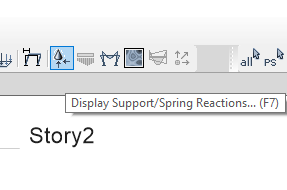 all PS
Display Support/Spring Reactions... (F7)
Story2